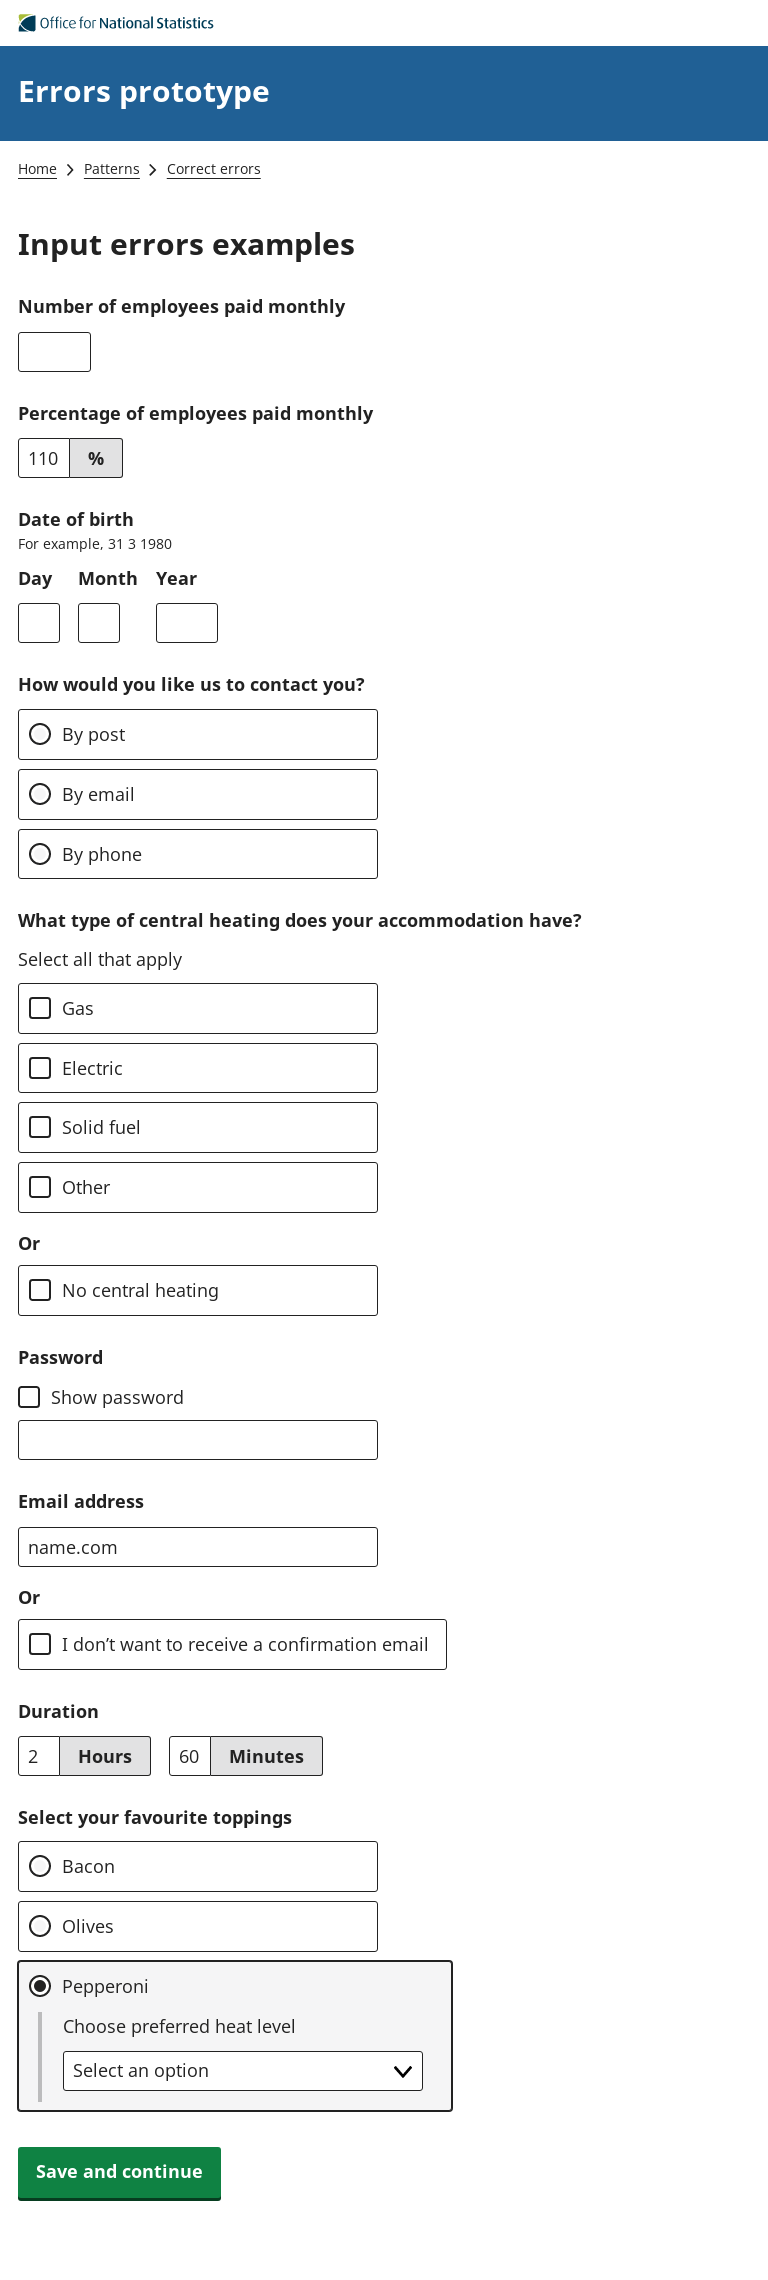 Office for National Statistics
Errors prototype
Home Patterns Correct errors
Input errors examples
Number of employees paid monthly
Percentage of employees paid monthly
110 %
Date of birth
For example, 31 3 1980
Day Month Year
How would you like us to contact you?
By post
By email
By phone
What type of central heating does your accommodation have?
Select all that apply
Gas
Electric
Solid fuel
Other
Or
No central heating
Password
Show password
Email address
name.com
Or
I don’t want to receive a confirmation email
Duration
2 Hours 60 Minutes
Select your favourite toppings
Bacon
Olives
Pepperoni
Choose preferred heat level
Select an option
Save and continue